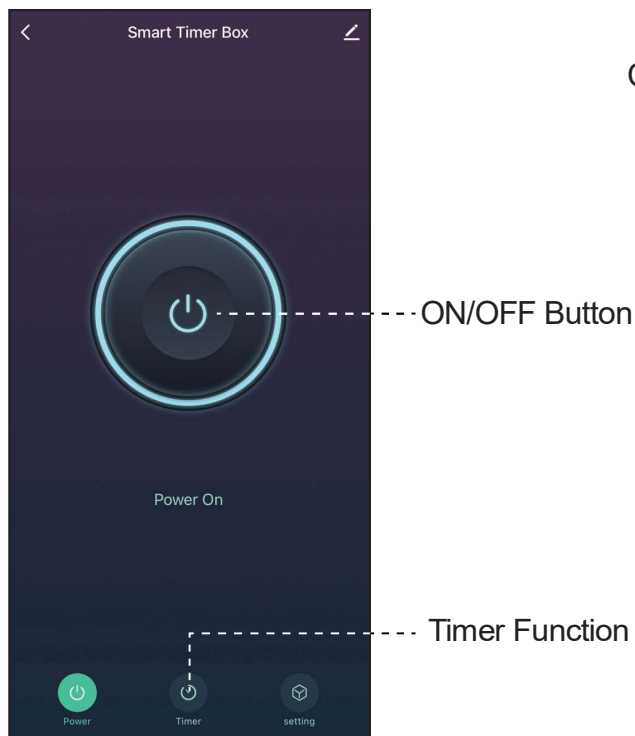 Smart Timer Box
ON/OFF Button
Power On
Timer Function
Power Timer setting